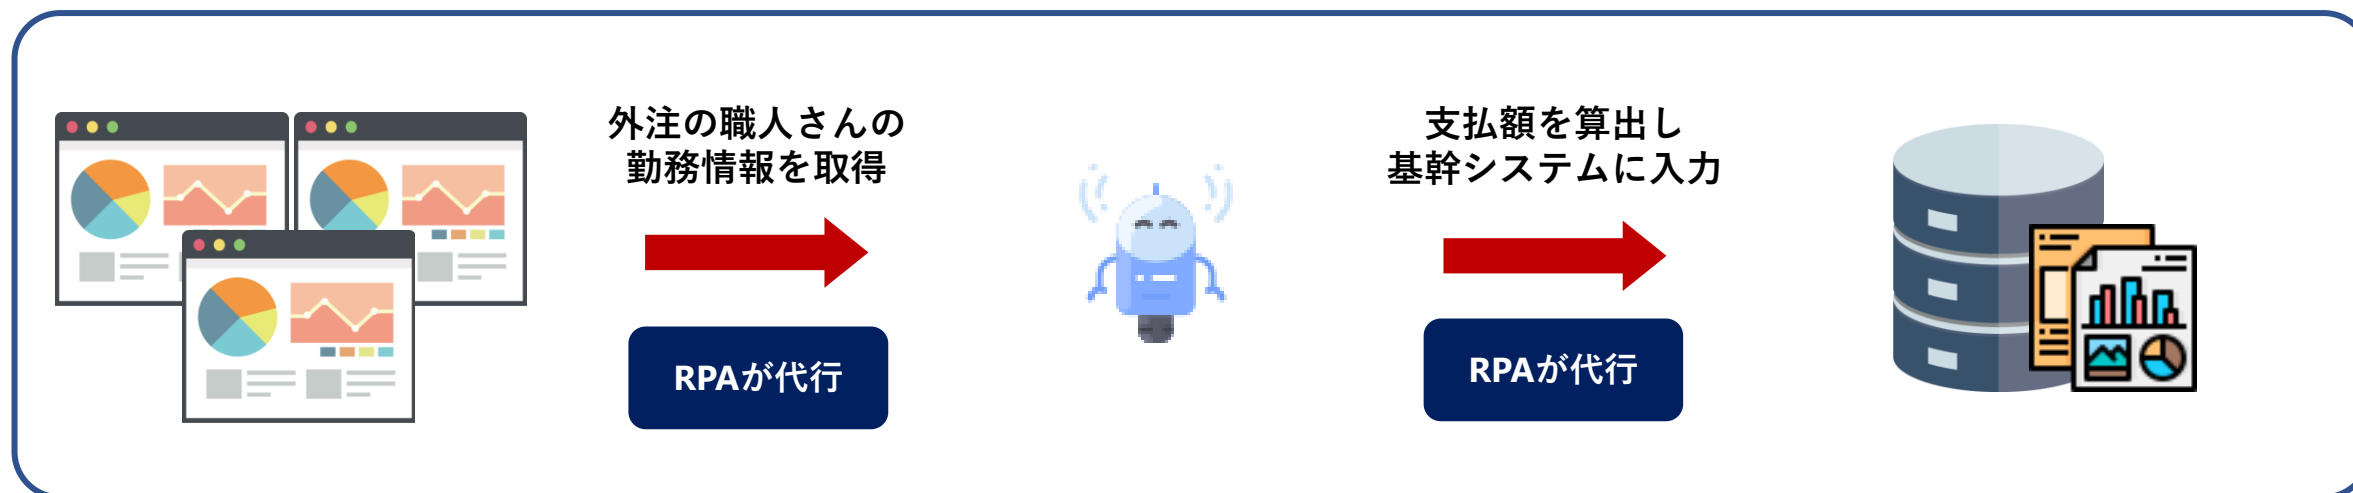 外注の職人さんの
勤務情報を取得
RPAが代行
支払額を算出し
基幹システムに入力
RPAが代行